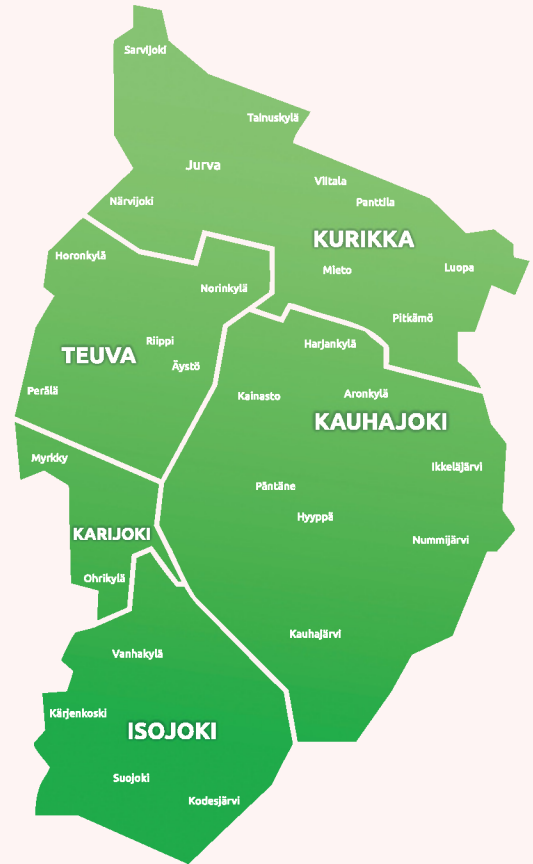 Sarvijoki
Tainuskylä
Jurva
Viitala
Närvijoki
Panttila
KURIKKA
Horonkylä
Mieto
Luopa
Norinkylä
Pitkämö
Riippi
Harjankylä
TEUVA
Äystö
Perälä
Kainasto
Aronkylä
KAUHAJOKI
Myrkky
Ikkeläjärvi
Päntäne
Hyyppä
KARIJOKI
Nummijärvi
Ohrikylä
Kauhajärvi
Vanhakylä
Kärjenkoski
ISOJOKI
Suojoki
Kodesjärvi